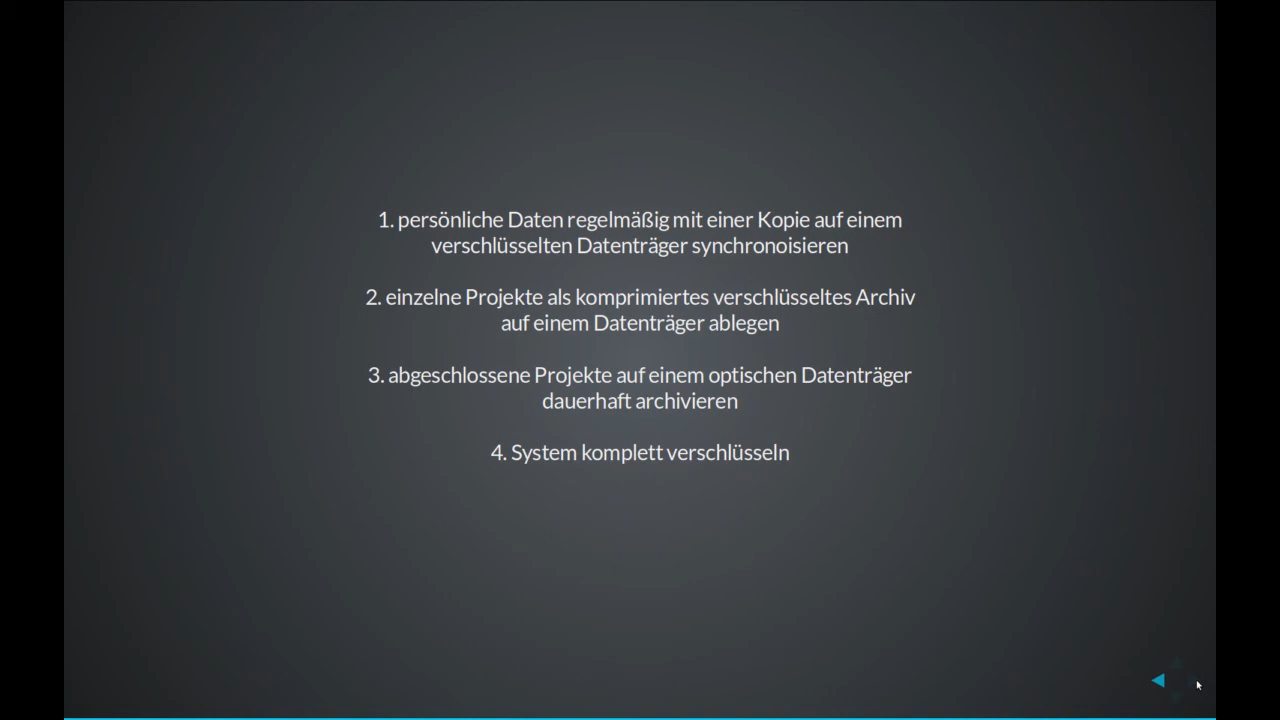 1. persönliche Daten regelmäßig mit einer Kopie auf einem
verschlüsselten Datenträger synchronoisieren
2. einzelne Projekte als komprimiertes verschlüsseltes Archiv
auf einem Datenträger ablegen
3. abgeschlossene Projekte auf einem optischen Datenträger
dauerhaft archivieren
4. System komplett verschlüsseln